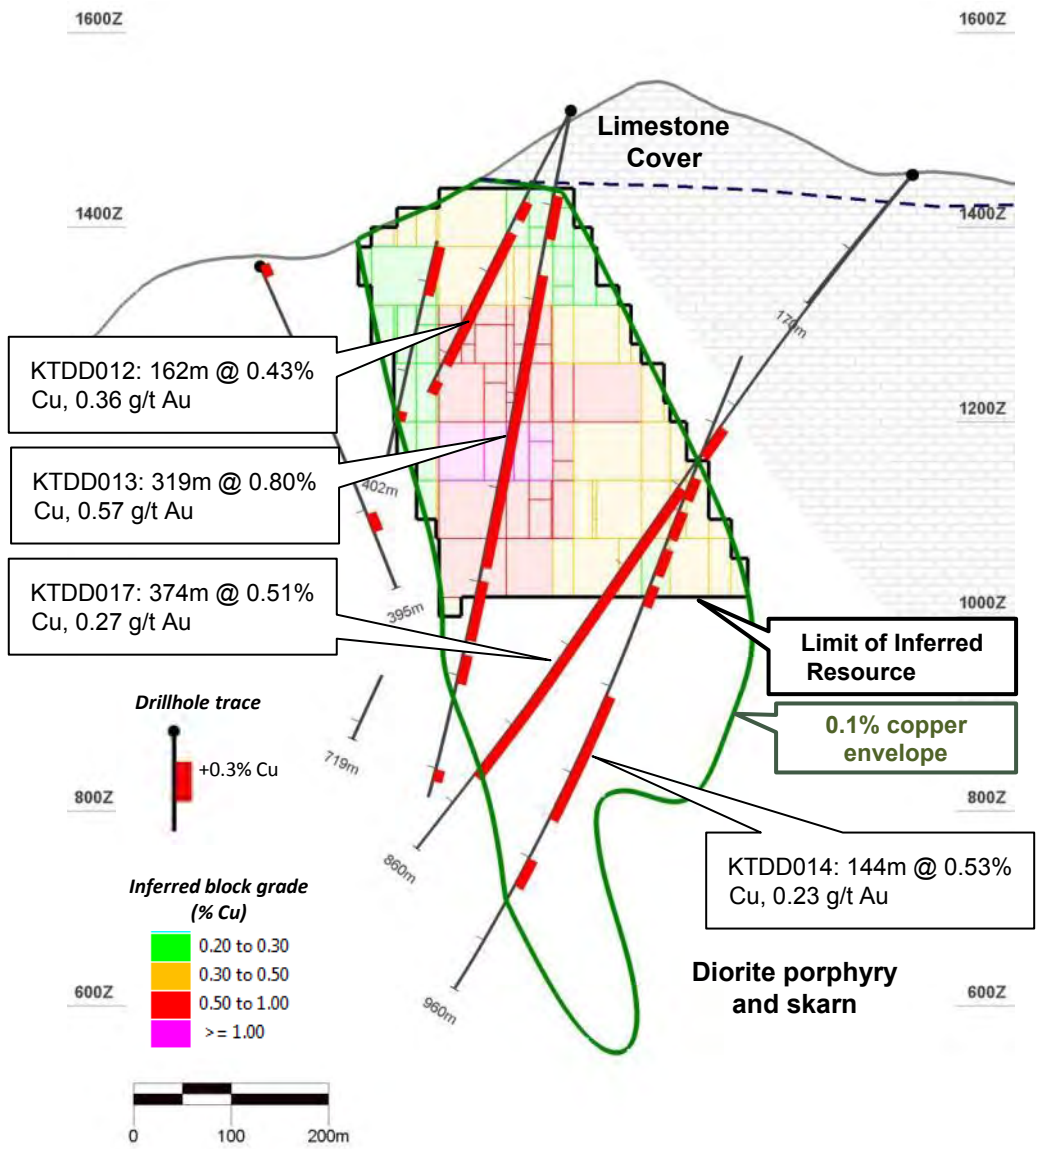 1600Z
1600Z
Limestone
Cover
1400Z
1400Z
170m
KTDD012: 162m @ 0.43%
Cu, 0.36 g/t Au
1200Z
KTDD013: 319m @ 0.80%
Cu, 0.57 g/t Au
402m
KTDD017: 374m @ 0.51%
Cu, 0.27 g/t Au
395m
1000Z
Limit of Inferred
Resource
Drillhole trace
+0.3% Cu
719m
0.1% copper
envelope
800Z
800Z
860m
KTDD014: 144m @ 0.53%
Cu, 0.23 g/t Au
Inferred block grade
(% Cu)
0.20 to 0.30
0.30 to 0.50
0.50 to 1.00
>= 1.00
Diorite porphyry
and skarn
600Z
600Z
960m
0
100
200m